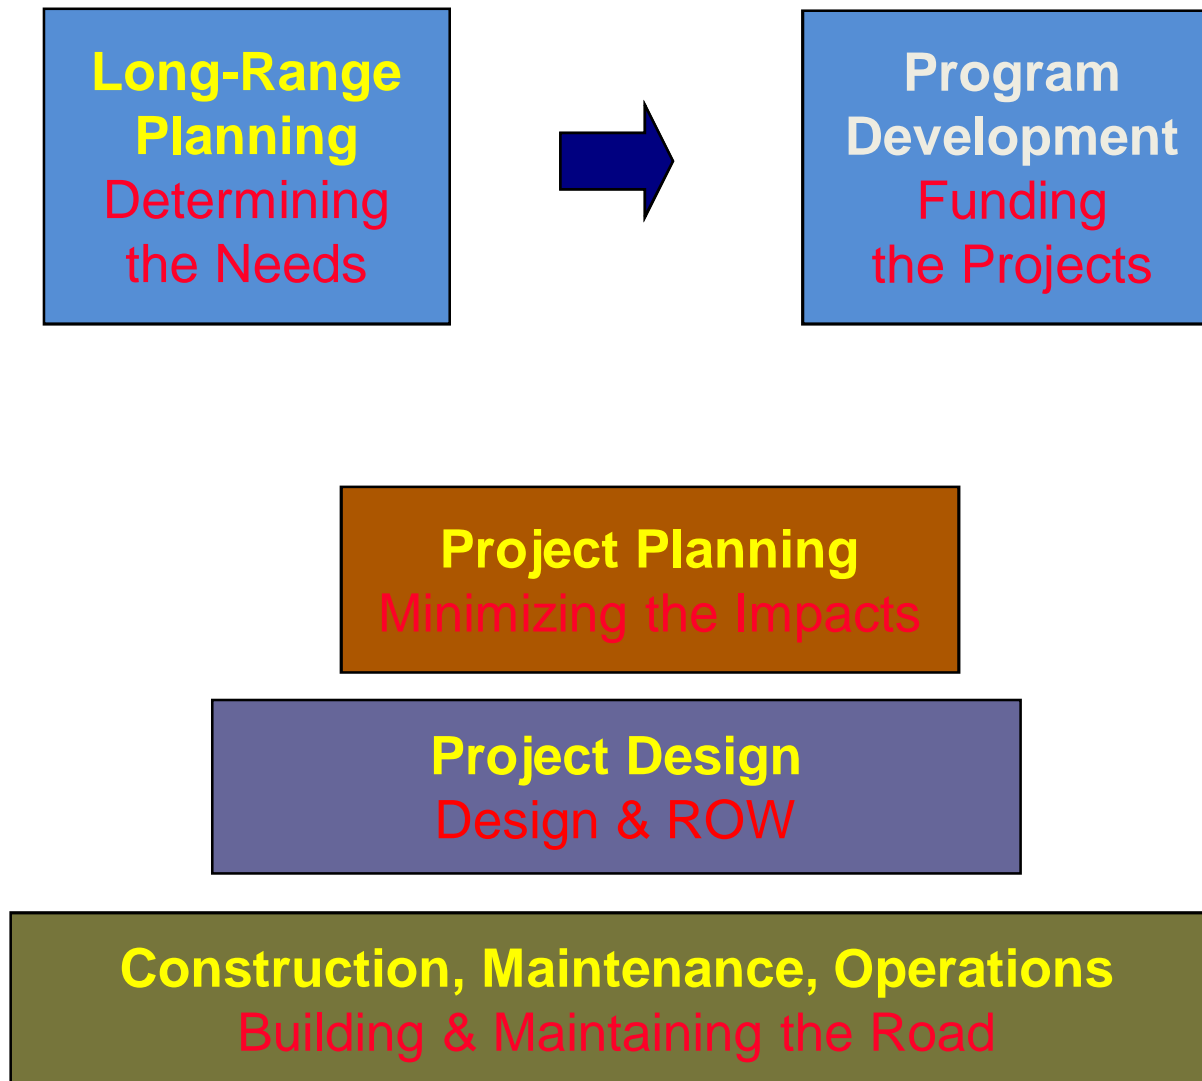 Long-Range
Planning
Determining
the Needs
Program
Development
Funding
the Projects
Project Planning
Minimizing the Impacts
Project Design
Design & ROW
Construction, Maintenance, Operations
Building & Maintaining the Road